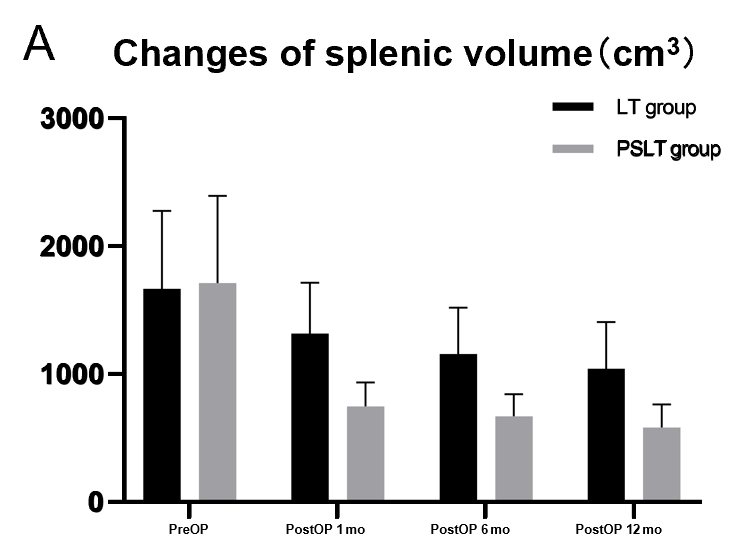 A
Changes of splenic volume（cm³）
LT group
PSLT group
3000
2000
1000
0
PreOP
PostOP 1 mo
PostOP 6 mo
PostOP 12 mo